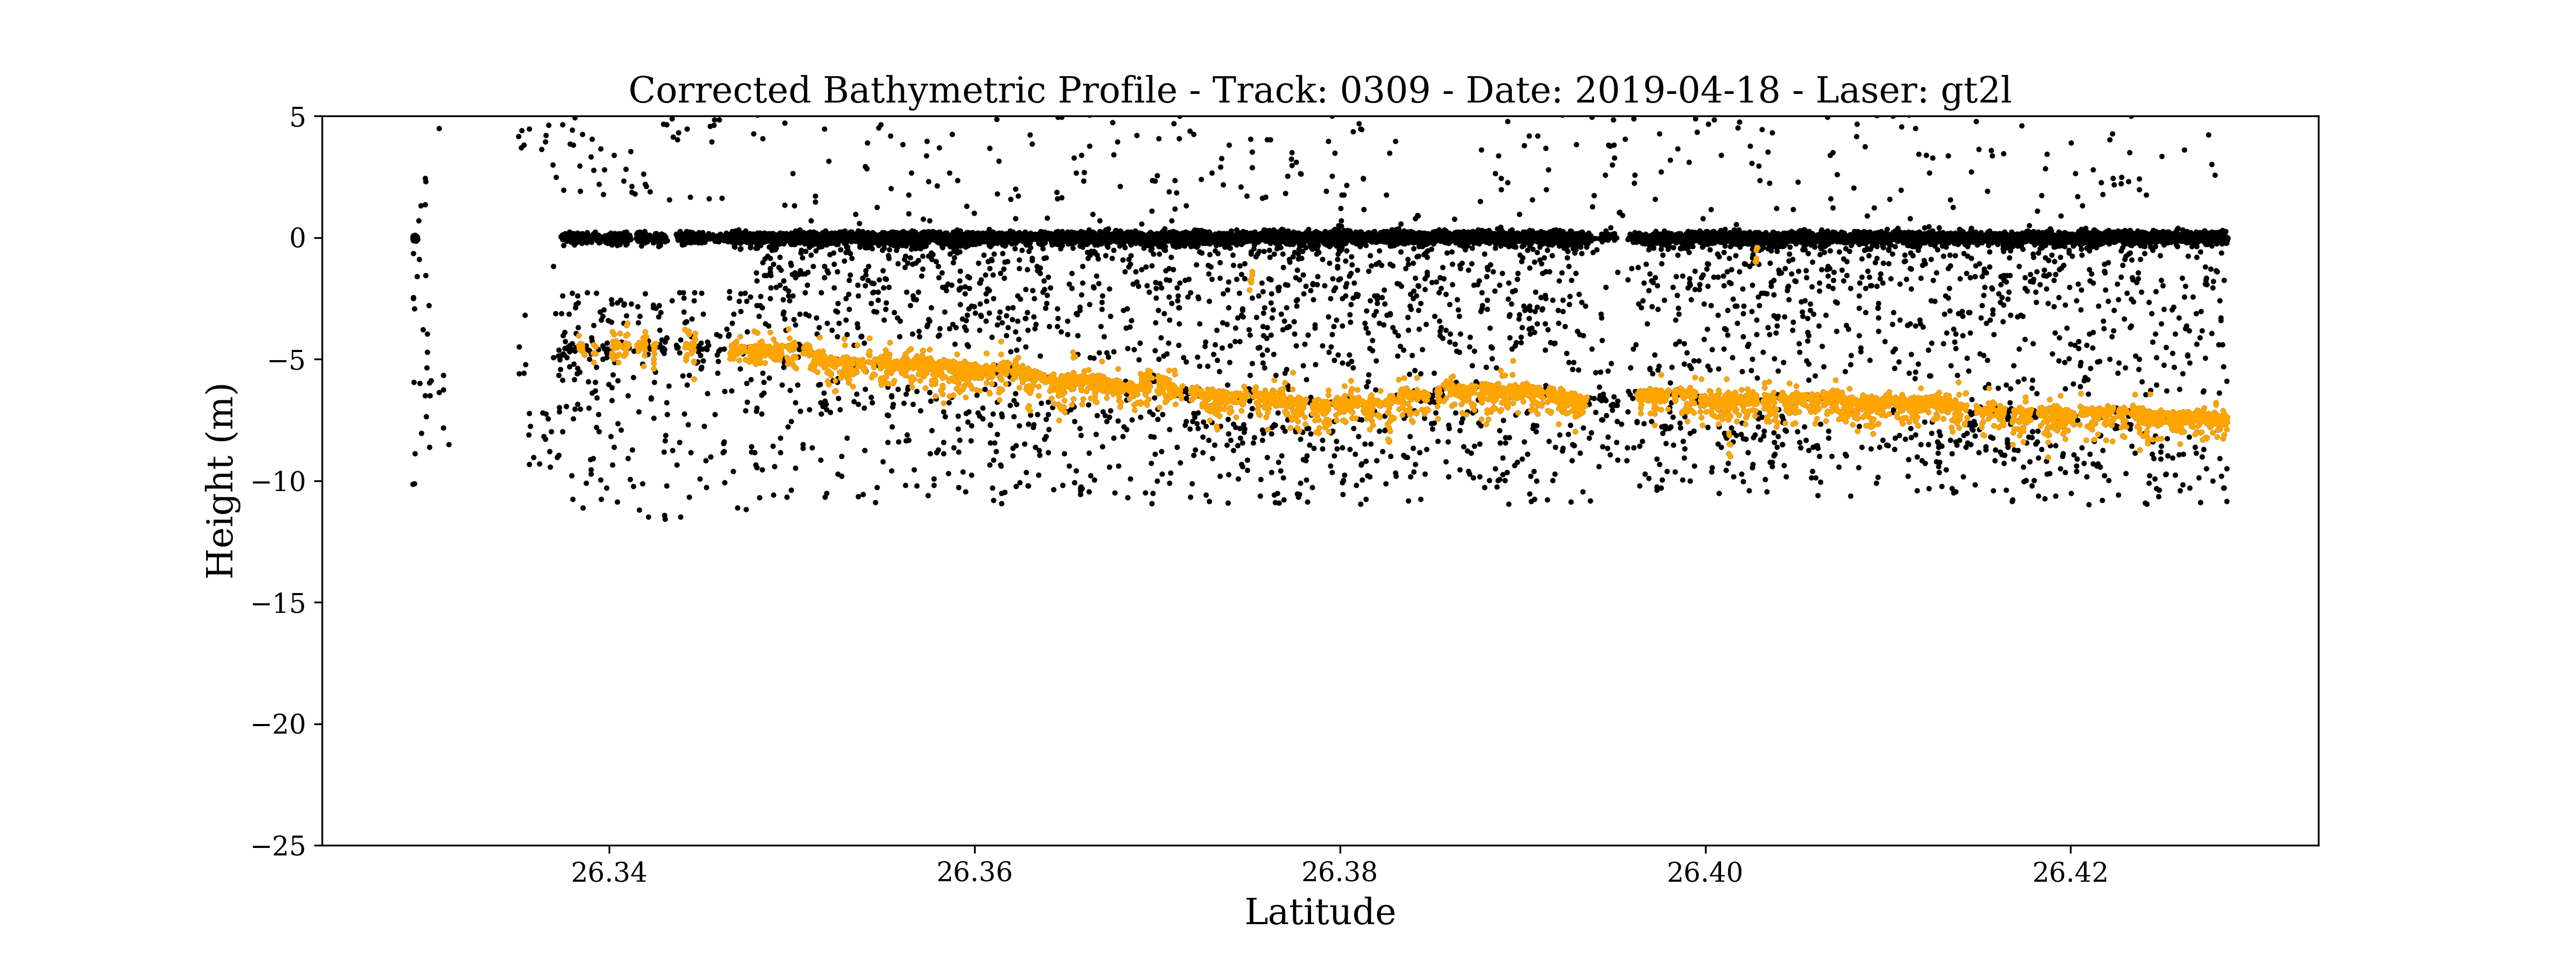 Corrected Bathymetric Profile - Track: 0309 - Date: 2019-04-18 - Laser: gt2l
5
0
−5
−10
−15
−20
−25
Height (m)
26.34 26.36 26.38 26.40 26.42
Latitude